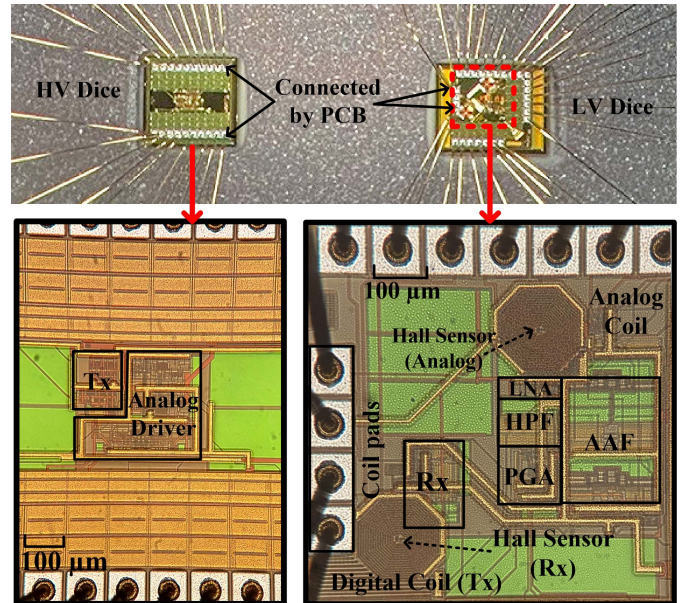 HV Dice
Connected
by PCB
LV Dice
Tx
Analog
Driver
100 µm
100 µm
Analog
Coil
Hall Sensor
(Analog)
LNA
HPF
AAF
PGA
Coil pads
Rx
Hall Sensor
(Rx)
Digital Coil (Tx)